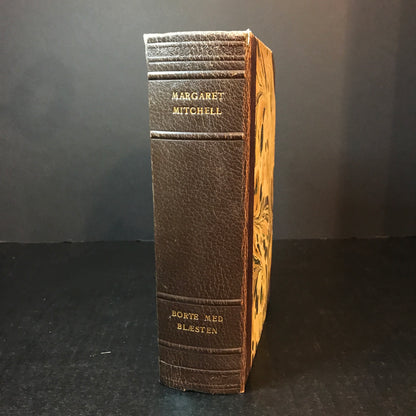 MARGARET
MITCHELL
BORTE MED
BLÆSTEN